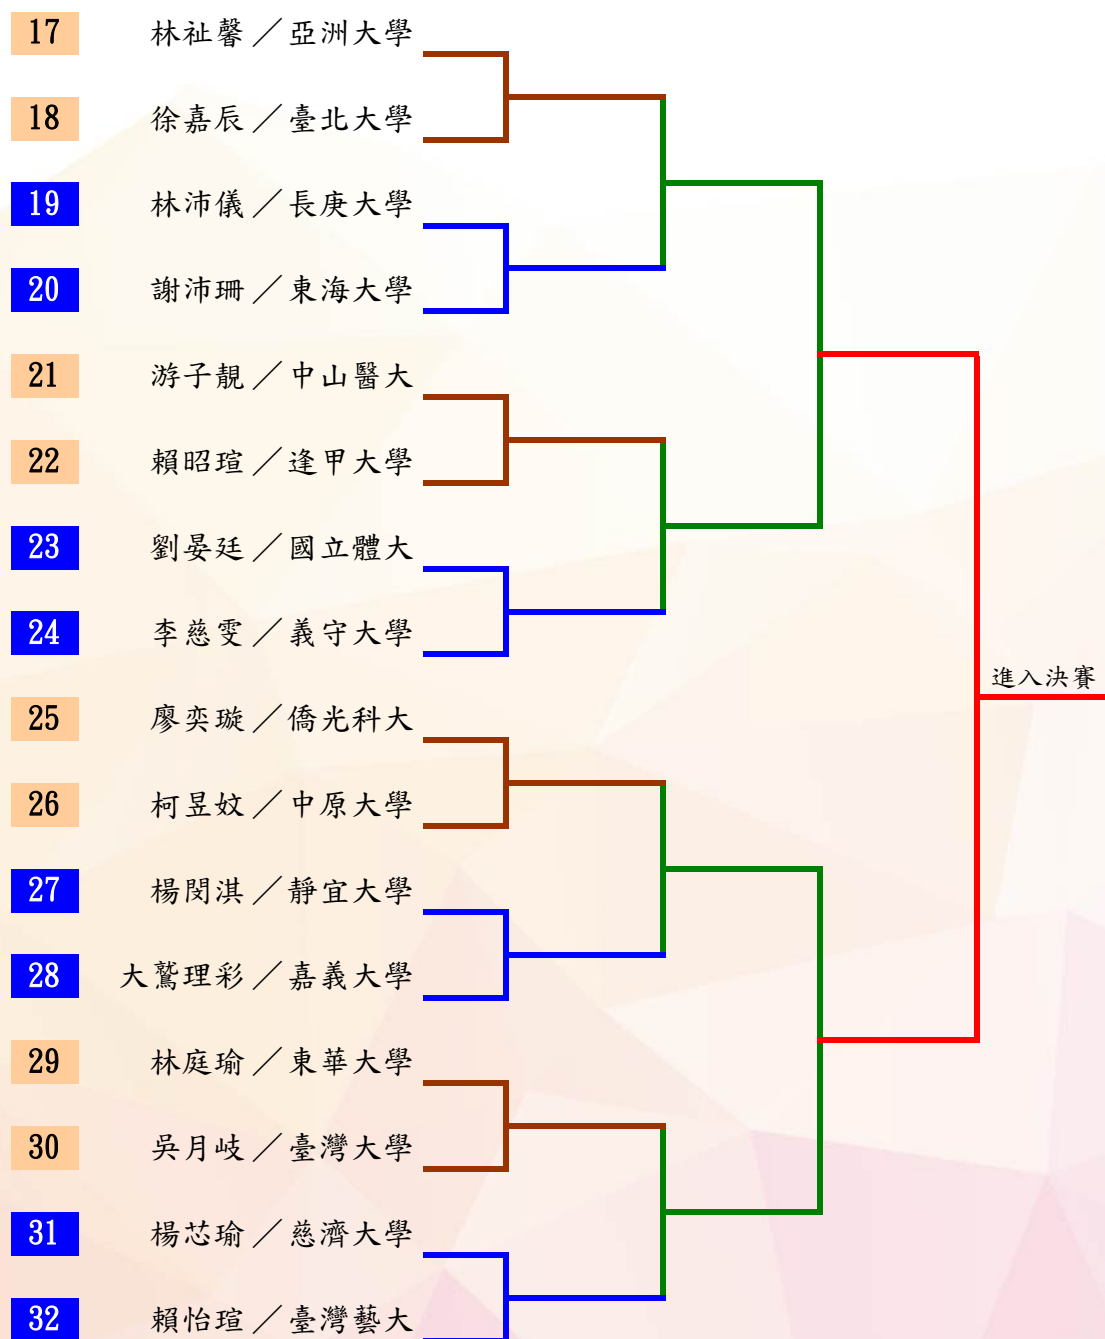 17 林祉馨／亞洲大學
18 徐嘉辰／臺北大學
19 林沛儀／長庚大學
20 謝沛珊／東海大學
21 游子靚／中山醫大
22 賴昭瑄／逢甲大學
23 劉晏廷／國立體大
24 李慈雯／義守大學
進入決賽
25 廖奕璇／僑光科大
26 柯昱妏／中原大學
27 楊閔淇／靜宜大學
28 大鷲理彩／嘉義大學
29 林庭瑜／東華大學
30 吳月岐／臺灣大學
31 楊芯瑜／慈濟大學
32 賴怡瑄／臺灣藝大